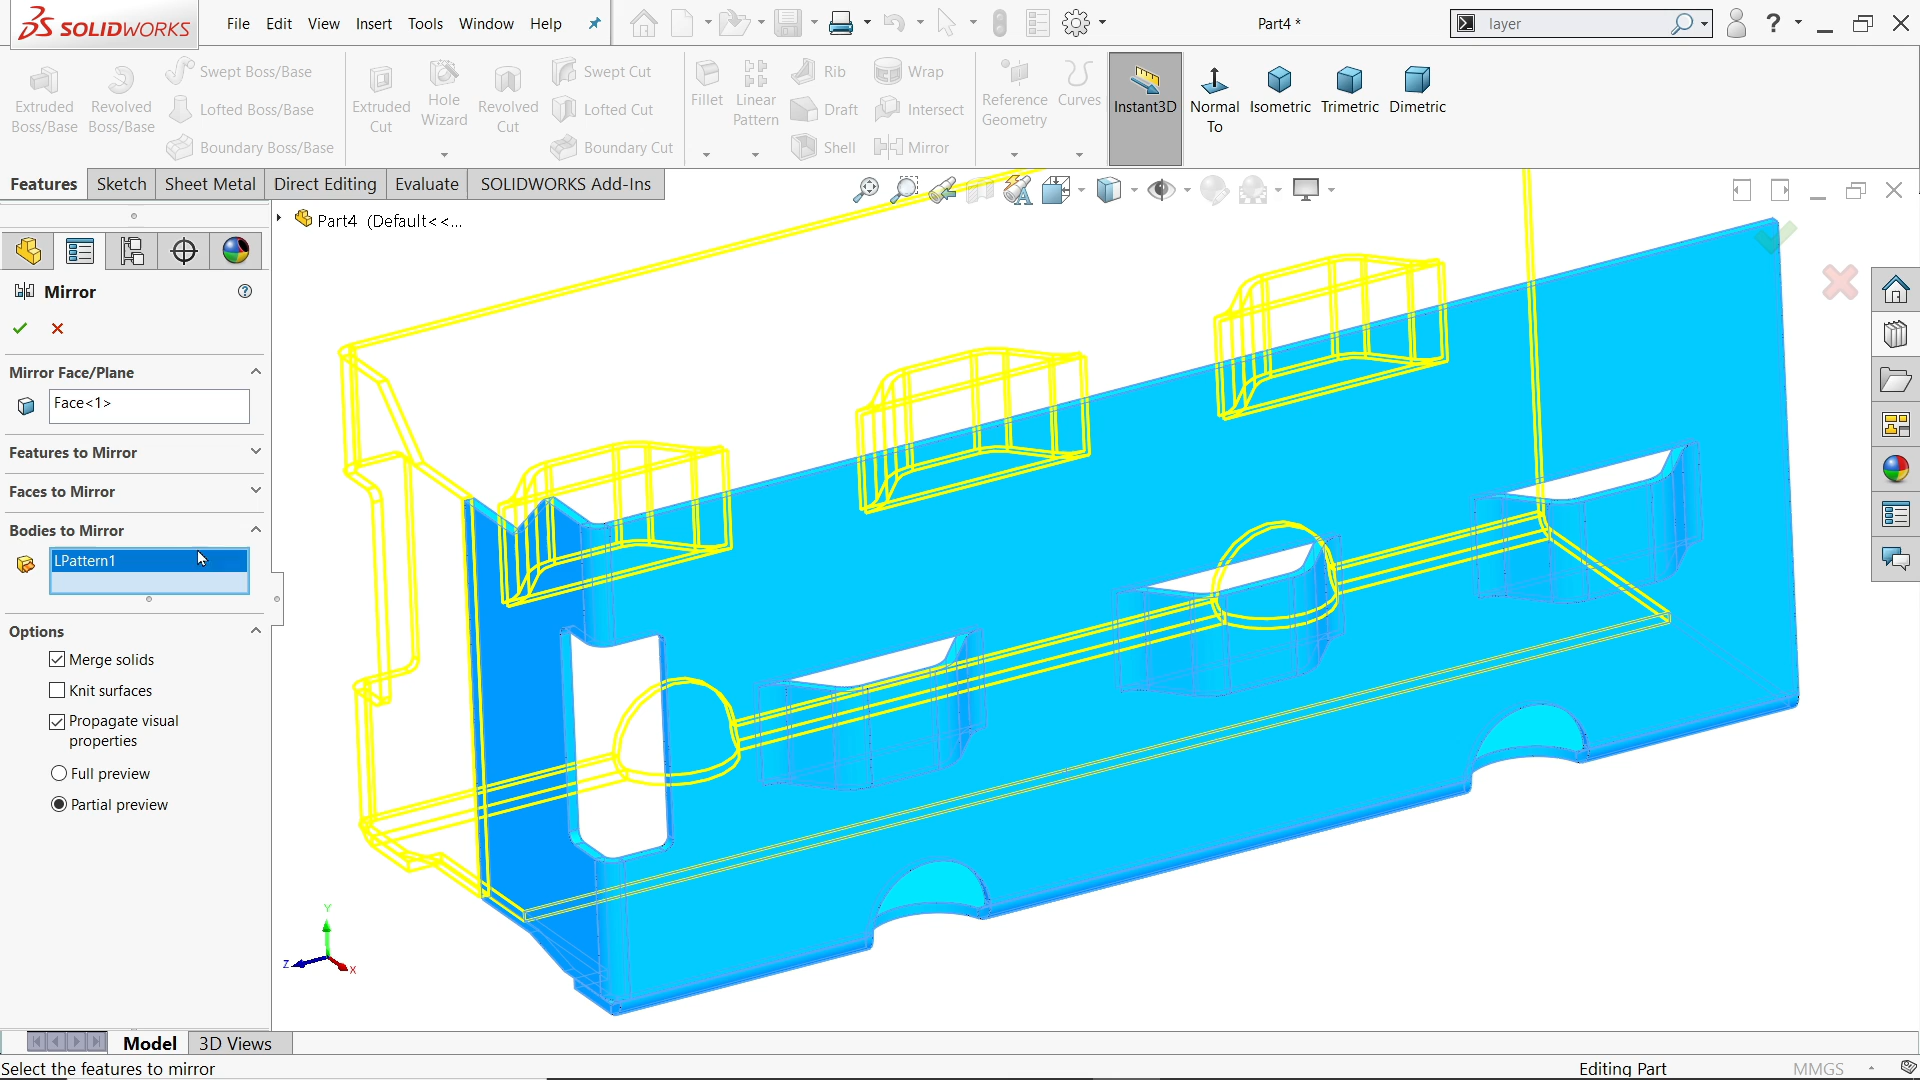 SOLIDWORKS
File Edit View Insert Tools Window Help
Part4 *
layer
?
Extruded Boss/Base
Revolved Boss/Base
Swept Boss/Base
Lofted Boss/Base
Boundary Boss/Base
Extruded Cut
Hole Wizard
Revolved Cut
Swept Cut
Lofted Cut
Boundary Cut
Fillet
Linear Pattern
Rib
Draft
Shell
Wrap
Intersect
Mirror
Reference Geometry
Curves
Instant3D
Normal To
Isometric
Trimetric
Dimetric
Features Sketch Sheet Metal Direct Editing Evaluate SOLIDWORKS Add-Ins
Part4 (Default<<...
Mirror
Mirror Face/Plane
Face<1>
Features to Mirror
Faces to Mirror
Bodies to Mirror
LPattern1
Options
Merge solids
Knit surfaces
Propagate visual
properties
Full preview
Partial preview
Y
Z
X
Model 3D Views
Select the features to mirror
Editing Part
MMGS